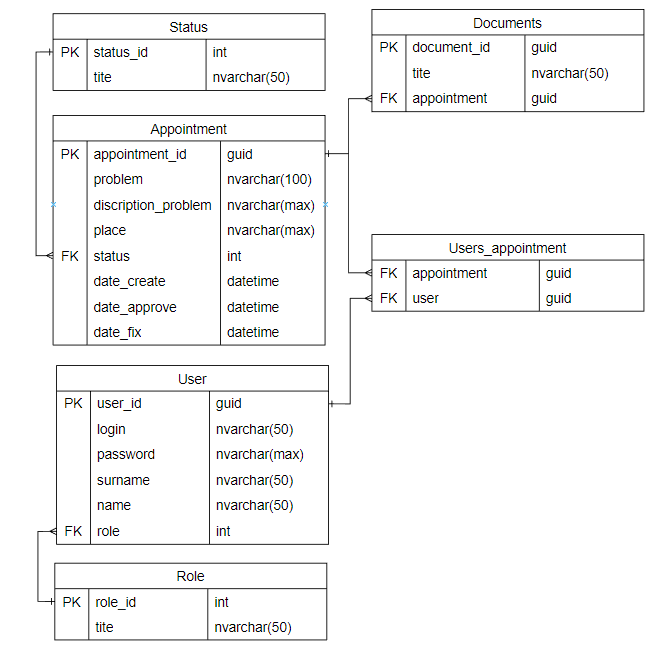 Status
PK status_id int
tite nvarchar(50)
Appointment
PK appointment_id guid
problem nvarchar(100)
discription_problem nvarchar(max)
place nvarchar(max)
FK status int
date_create datetime
date_approve datetime
date_fix datetime
User
PK user_id guid
login nvarchar(50)
password nvarchar(max)
surname nvarchar(50)
name nvarchar(50)
FK role int
Role
PK role_id int
tite nvarchar(50)
Documents
PK document_id guid
tite nvarchar(50)
FK appointment guid
Users_appointment
FK appointment guid
FK user guid